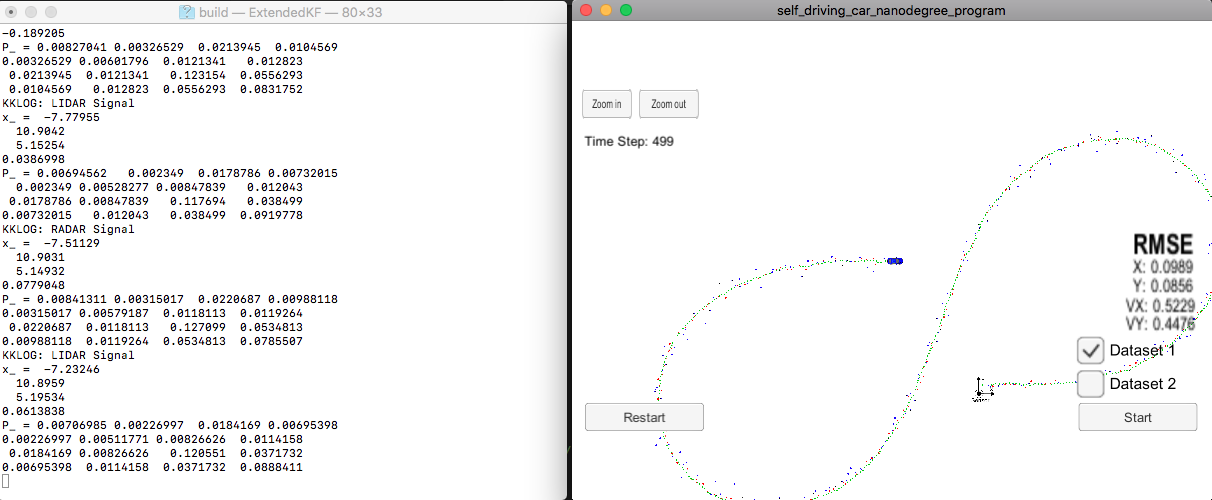 build — ExtendedKF — 80×33
-0.189205
P_ = 0.00827041 0.00326529  0.0213945  0.0104569
0.00326529 0.00601796  0.0121341   0.012823
 0.0213945  0.0121341   0.123154  0.0556293
 0.0104569   0.012823  0.0556293  0.0831752
KKLOG: LIDAR Signal
x_ =  -7.77955
  10.9042
  5.15254
0.0386998
P_ = 0.00694562   0.002349  0.0178786 0.00732015
  0.002349 0.00528277 0.00847839   0.012043
 0.0178786 0.00847839   0.117694   0.038499
0.00732015   0.012043   0.038499  0.0919778
KKLOG: RADAR Signal
x_ =  -7.51129
  10.9031
  5.14932
0.0779048
P_ = 0.00841311 0.00315017  0.0220687 0.00988118
0.00315017 0.00579187  0.0118113  0.0119264
 0.0220687  0.0118113   0.127099  0.0534813
0.00988118  0.0119264  0.0534813  0.0785507
KKLOG: LIDAR Signal
x_ =  -7.23246
  10.8959
  5.19534
0.0613838
P_ = 0.00706985 0.00226997  0.0184169 0.00695398
0.00226997 0.00511771 0.00826626  0.0114158
 0.0184169 0.00826626   0.120551  0.0371732
0.00695398  0.0114158  0.0371732  0.0888411
self_driving_car_nanodegree_program
Zoom in
Zoom out
Time Step: 499
RMSE
X: 0.0989
Y: 0.0856
VX: 0.5229
VY: 0.4476
Dataset 1
Dataset 2
Restart
Start